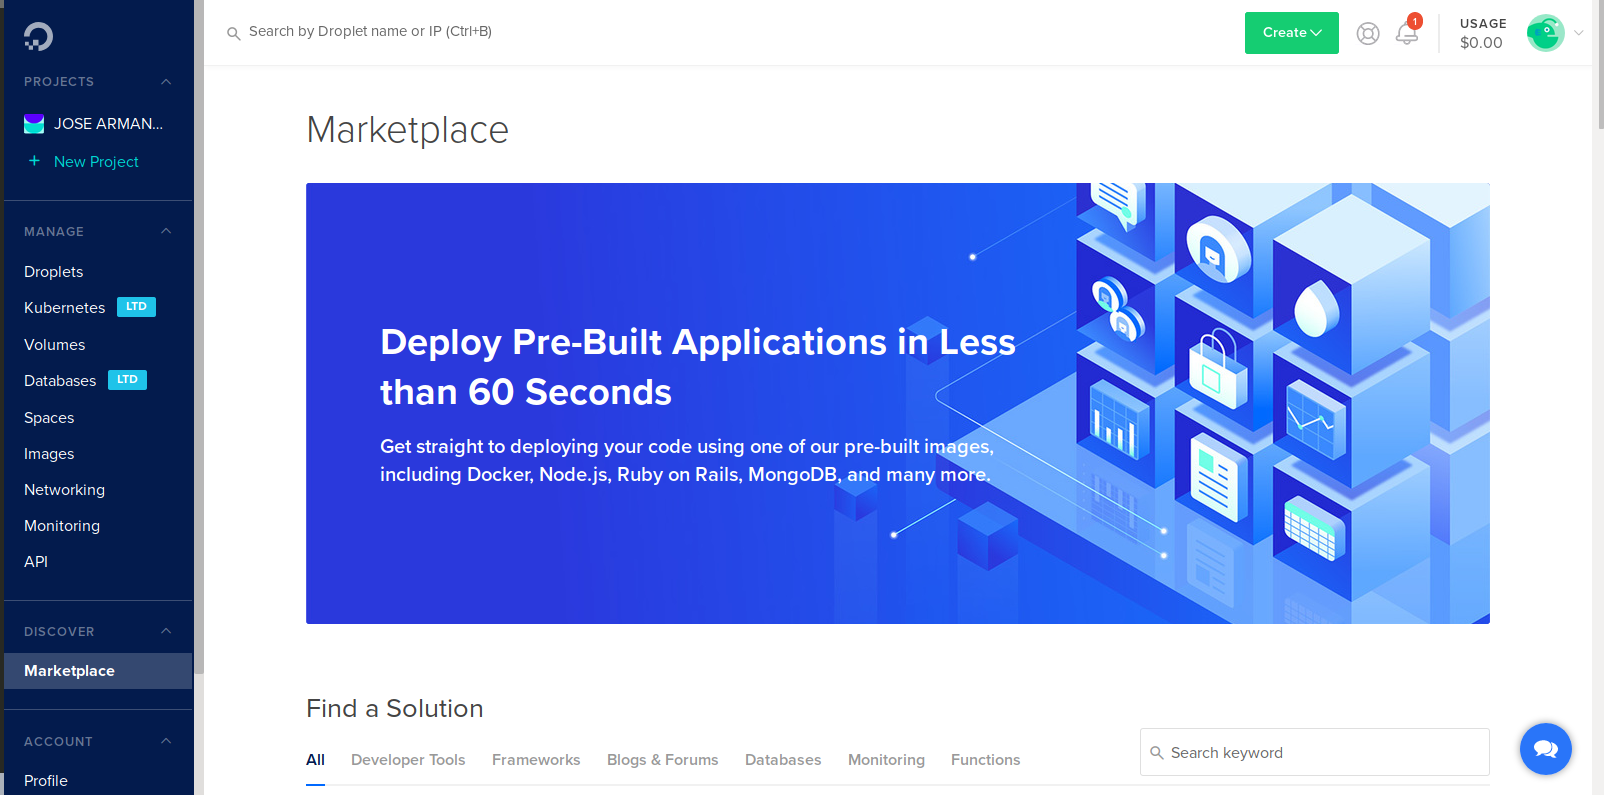 Search by Droplet name or IP (Ctrl+B)
Create
1
USAGE
$0.00
PROJECTS
JOSE ARMAN...
+ New Project
MANAGE
Droplets
Kubernetes LTD
Volumes
Databases LTD
Spaces
Images
Networking
Monitoring
API
DISCOVER
Marketplace
ACCOUNT
Profile
Marketplace
Deploy Pre-Built Applications in Less
than 60 Seconds
Get straight to deploying your code using one of our pre-built images,
including Docker, Node.js, Ruby on Rails, MongoDB, and many more.
Find a Solution
All Developer Tools Frameworks Blogs & Forums Databases Monitoring Functions
Search keyword